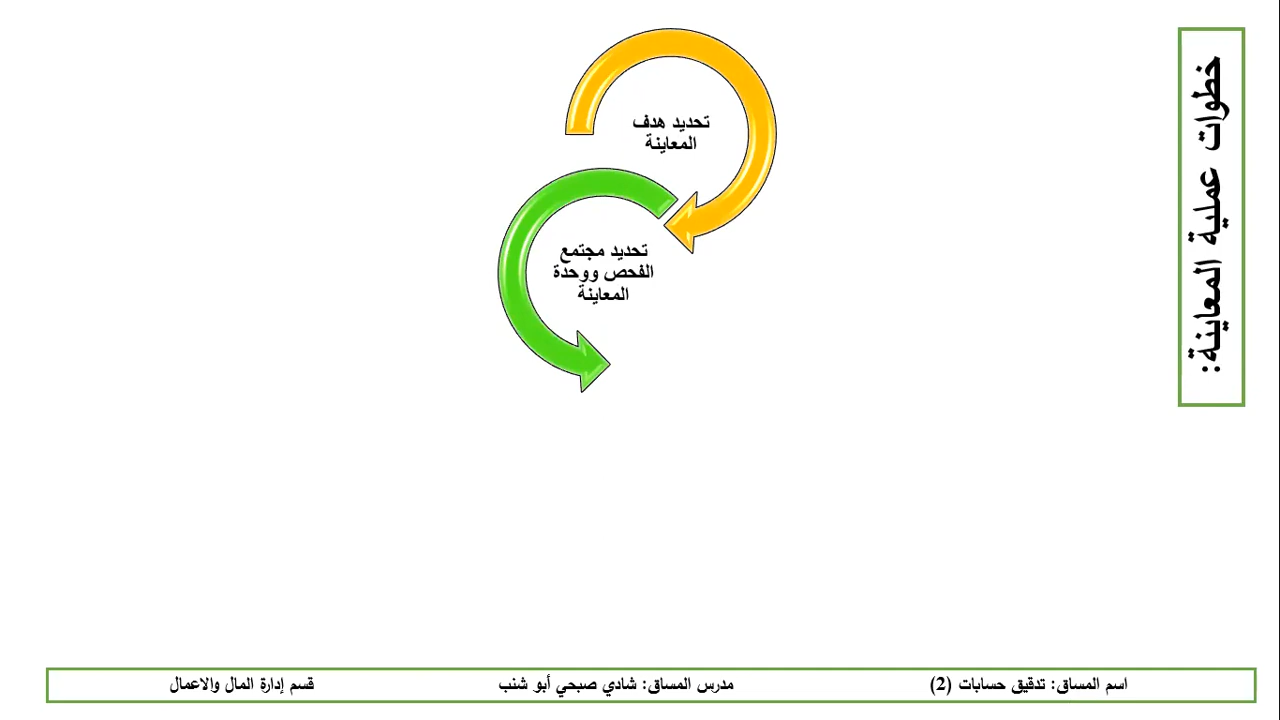 خطوات عملية المعاينة:
تحديد هدف
المعاينة
تحديد مجتمع
الفحص ووحدة
المعاينة
اسم المساق: تدقيق حسابات (2)
مدرس المساق: شادي صبحي أبو شنب
قسم إدارة المال والاعمال